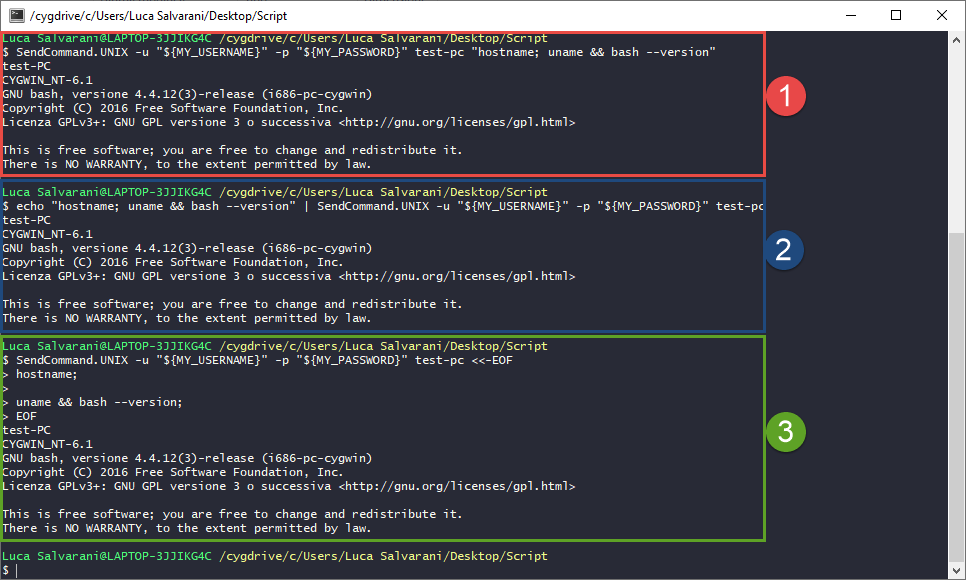 /cygdrive/c/Users/Luca Salvarani/Desktop/Script
Luca Salvarani@LAPTOP-3JJIKG4C /cygdrive/c/Users/Luca Salvarani/Desktop/Script
$ SendCommand.UNIX -u "${MY_USERNAME}" -p "${MY_PASSWORD}" test-pc "hostname; uname && bash --version"
test-PC
CYGWIN_NT-6.1
GNU bash, versione 4.4.12(3)-release (i686-pc-cygwin)
Copyright (C) 2016 Free Software Foundation, Inc.
Licenza GPLv3+: GNU GPL versione 3 o successiva <http://gnu.org/licenses/gpl.html>
This is free software; you are free to change and redistribute it.
There is NO WARRANTY, to the extent permitted by law.
1
Luca Salvarani@LAPTOP-3JJIKG4C /cygdrive/c/Users/Luca Salvarani/Desktop/Script
$ echo "hostname; uname && bash --version" | SendCommand.UNIX -u "${MY_USERNAME}" -p "${MY_PASSWORD}" test-pc
test-PC
CYGWIN_NT-6.1
GNU bash, versione 4.4.12(3)-release (i686-pc-cygwin)
Copyright (C) 2016 Free Software Foundation, Inc.
Licenza GPLv3+: GNU GPL versione 3 o successiva <http://gnu.org/licenses/gpl.html>
This is free software; you are free to change and redistribute it.
There is NO WARRANTY, to the extent permitted by law.
2
Luca Salvarani@LAPTOP-3JJIKG4C /cygdrive/c/Users/Luca Salvarani/Desktop/Script
$ SendCommand.UNIX -u "${MY_USERNAME}" -p "${MY_PASSWORD}" test-pc <<-EOF
> hostname;
>
> uname && bash --version;
> EOF
test-PC
CYGWIN_NT-6.1
GNU bash, versione 4.4.12(3)-release (i686-pc-cygwin)
Copyright (C) 2016 Free Software Foundation, Inc.
Licenza GPLv3+: GNU GPL versione 3 o successiva <http://gnu.org/licenses/gpl.html>
This is free software; you are free to change and redistribute it.
There is NO WARRANTY, to the extent permitted by law.
3
Luca Salvarani@LAPTOP-3JJIKG4C /cygdrive/c/Users/Luca Salvarani/Desktop/Script
$